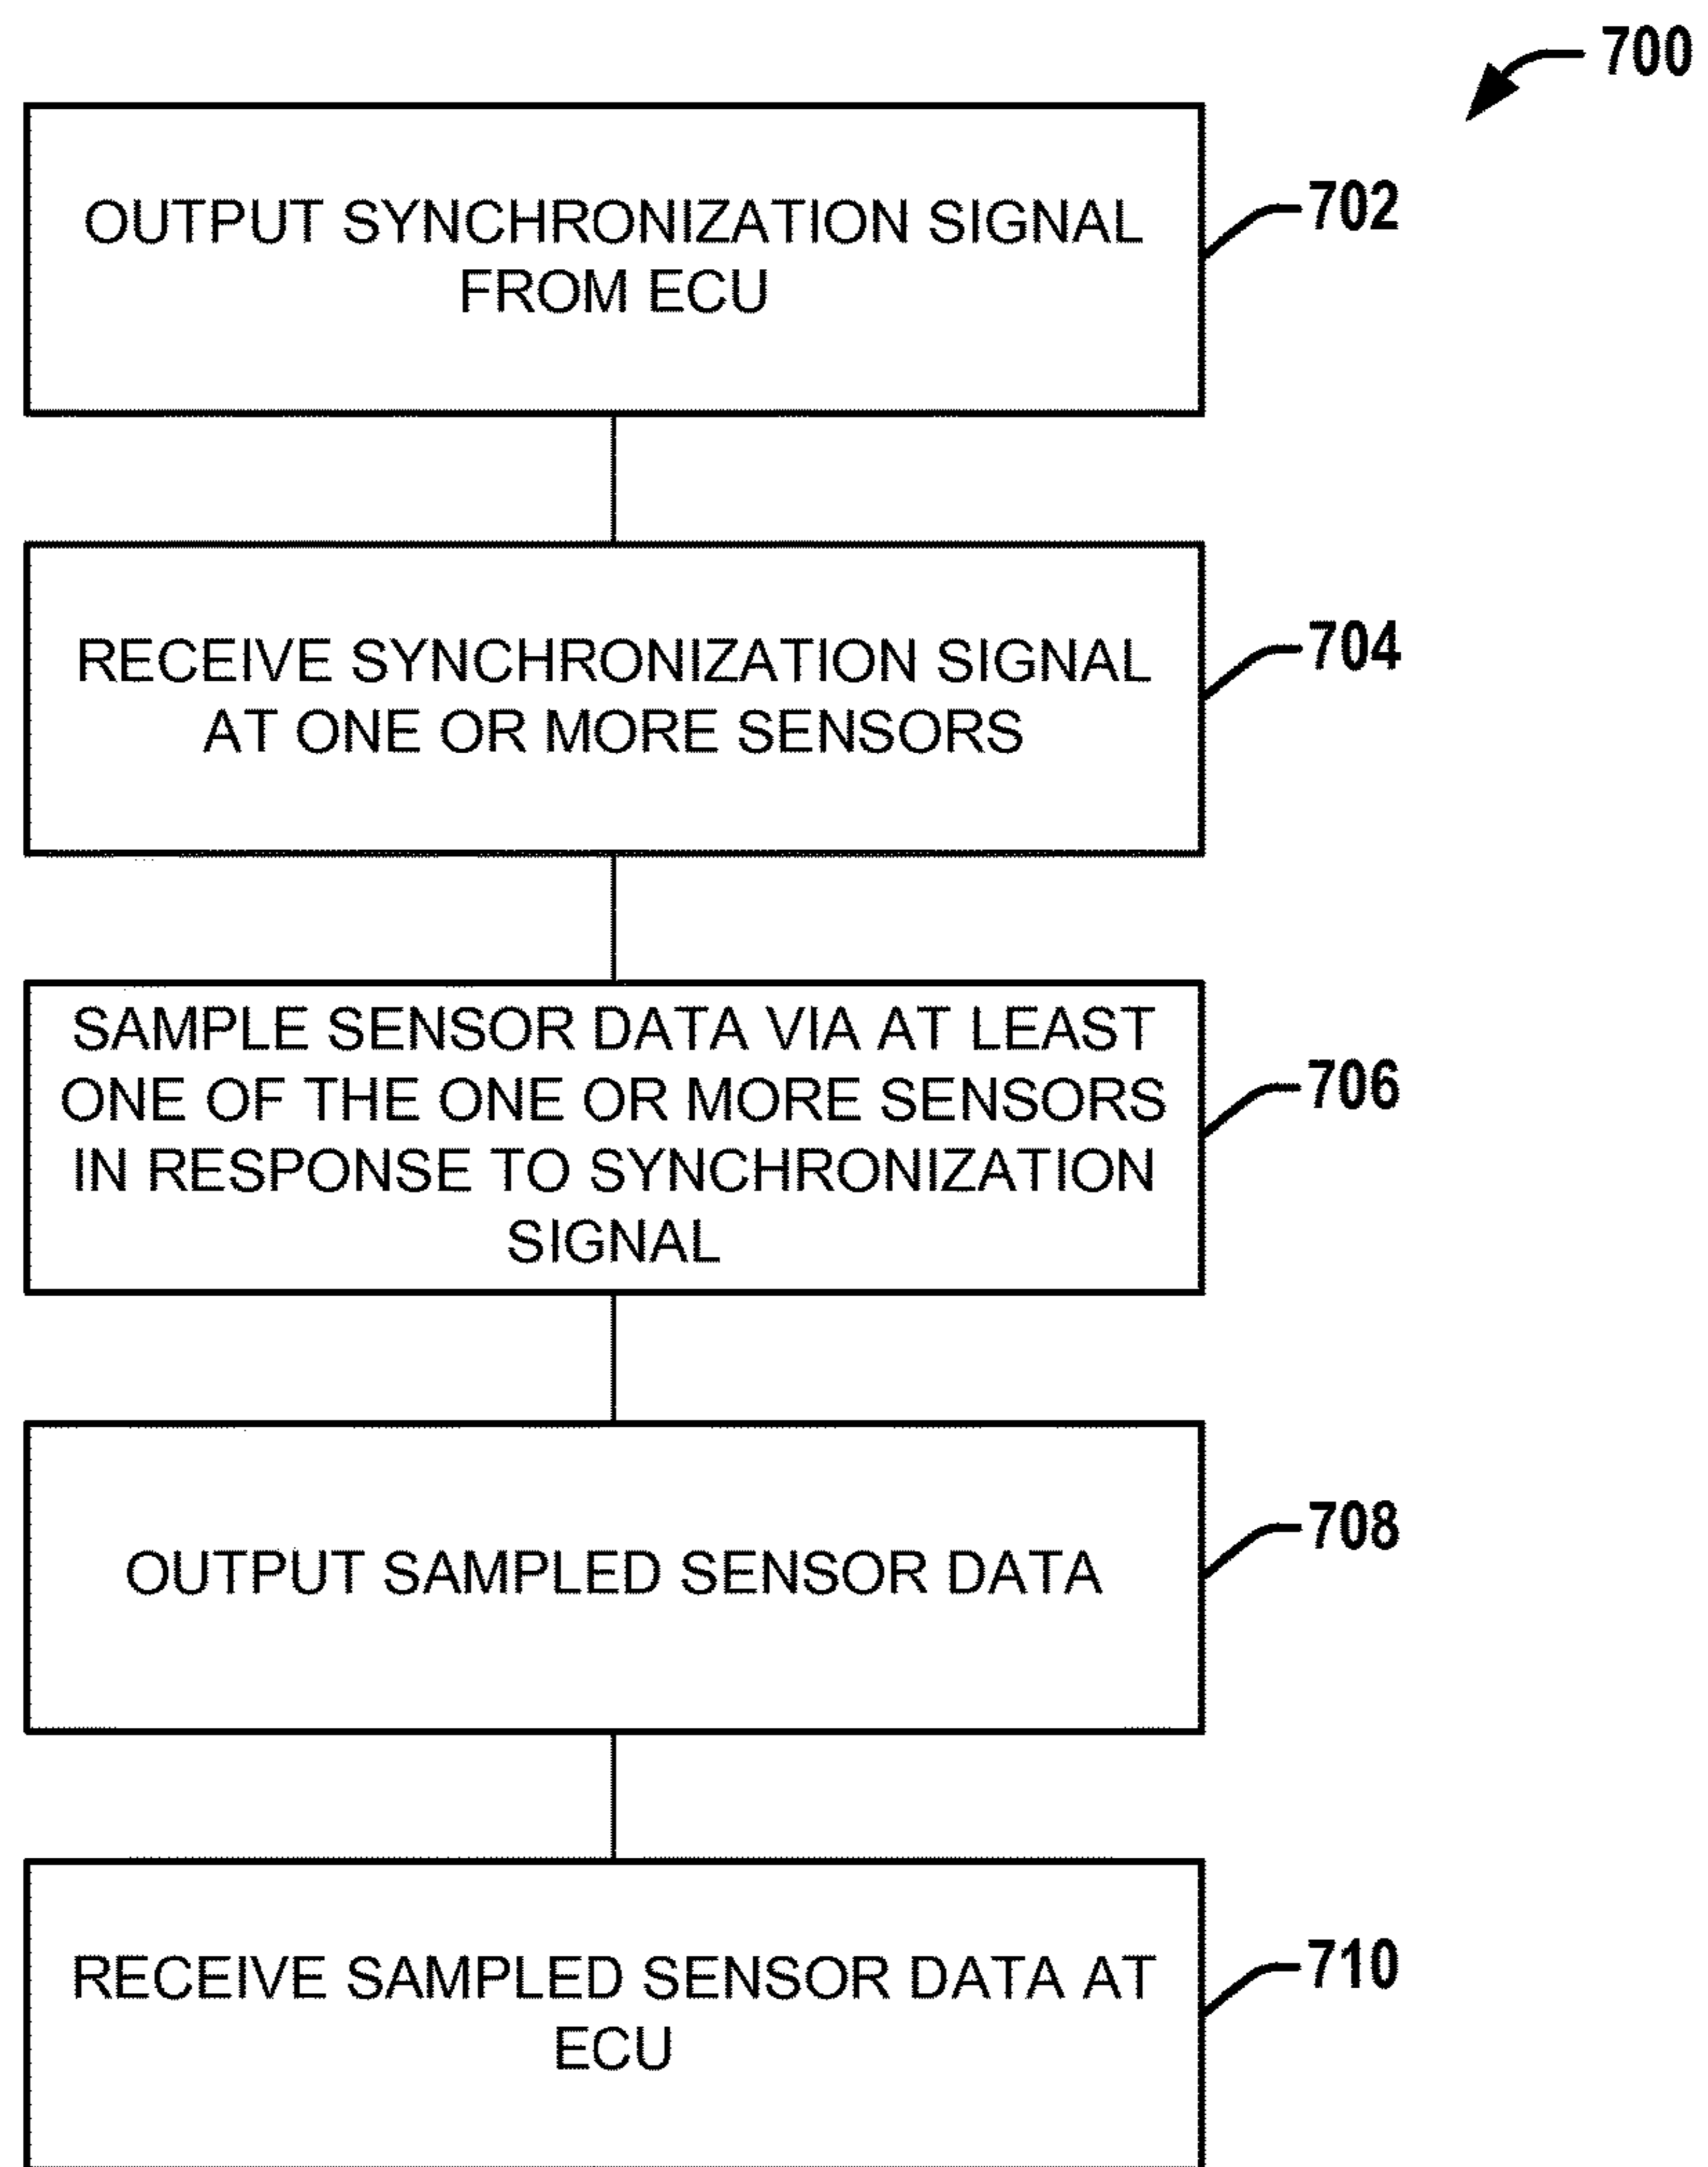 700
OUTPUT SYNCHRONIZATION SIGNAL
FROM ECU
702
RECEIVE SYNCHRONIZATION SIGNAL
AT ONE OR MORE SENSORS
704
SAMPLE SENSOR DATA VIA AT LEAST
ONE OF THE ONE OR MORE SENSORS
IN RESPONSE TO SYNCHRONIZATION
SIGNAL
706
OUTPUT SAMPLED SENSOR DATA
708
RECEIVE SAMPLED SENSOR DATA AT
ECU
710